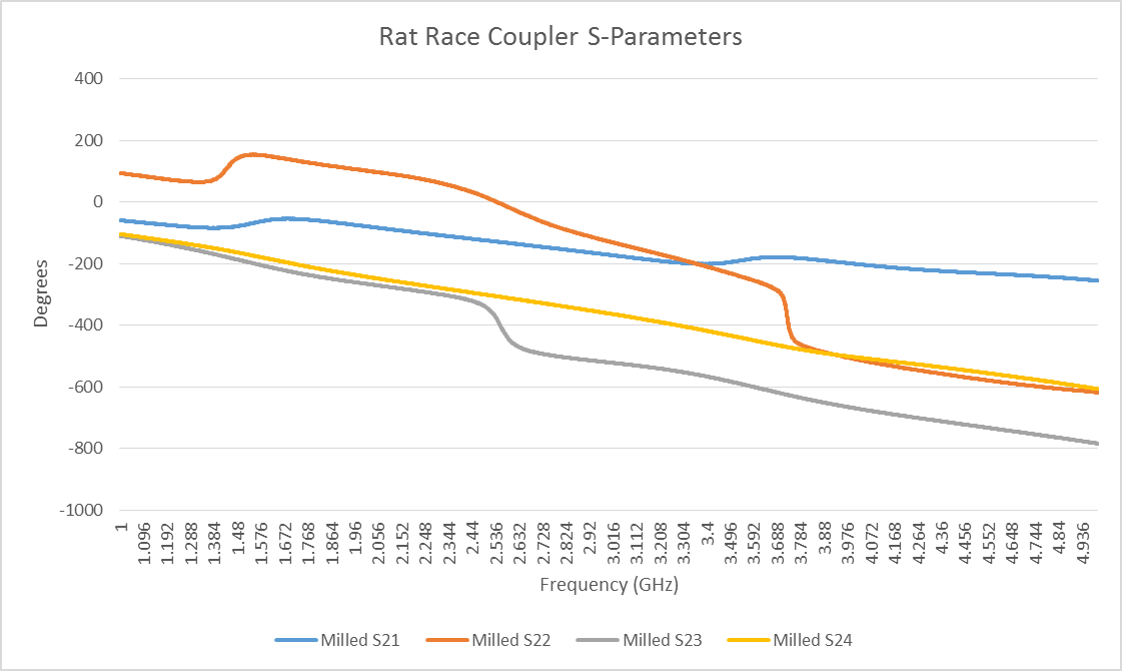 Rat Race Coupler S-Parameters
400
200
0
-200
-400
-600
-800
-1000
Degrees
1 1.096 1.192 1.288 1.384 1.48 1.576 1.672 1.768 1.864 1.96 2.056 2.152 2.248 2.344 2.44 2.536 2.632 2.728 2.824 2.92 3.016 3.112 3.208 3.304 3.4 3.496 3.592 3.688 3.784 3.88 3.976 4.072 4.168 4.264 4.36 4.456 4.552 4.648 4.744 4.84 4.936
Frequency (GHz)
Milled S21 Milled S22 Milled S23 Milled S24